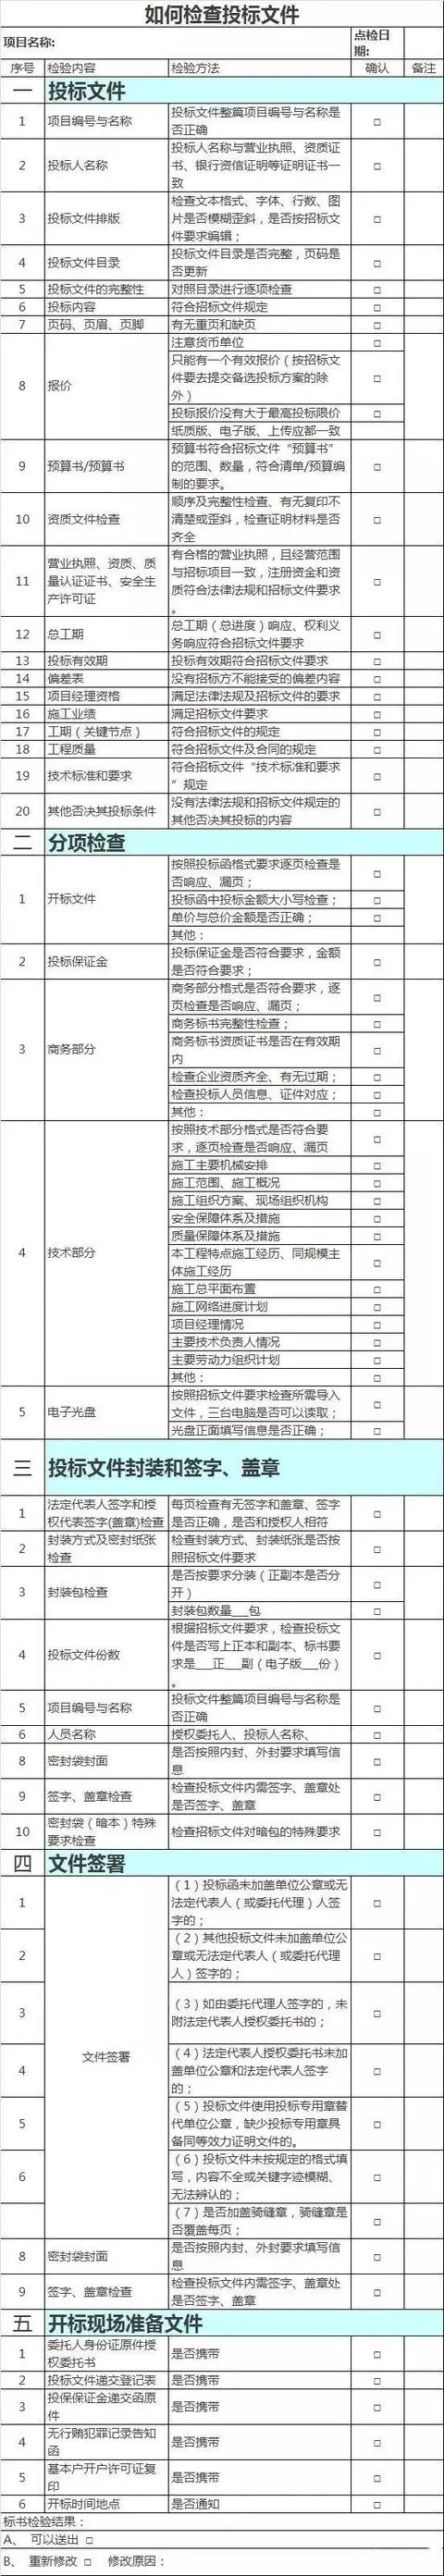 如何检查投标文件
项目名称:
点检日
期:
序号 检验内容 检验方法 确认 备注
一 投标文件
1 项目编号与名称 投标文件整篇项目编号与名称是
否正确 □
2 投标人名称 投标人名称与营业执照、资质证
书、银行资信证明等证明证书一
致 □
3 投标文件排版 检查文本格式、字体、行数、图
片是否模糊歪斜，是否按招标文
件要求编辑； □
4 投标文件目录 投标文件目录是否完整，页码是
否更新 □
5 投标文件的完整性 对照目录进行逐项检查 □
6 投标内容 符合招标文件规定 □
7 页码、页眉、页脚 有无重页和缺页 □
8 报价 注意货币单位 □
只能有一个有效报价（按招标文
件要去提交备选投标方案的除
外） □
投标报价没有大于最高投标限价 □
纸质版、电子版、上传应都一致 □
9 预算书/预算书 预算书符合招标文件“预算书”
的范围、数量，符合清单/预算编
制的要求。 □
10 资质文件检查 顺序及完整性检查、有无复印不
清楚或歪斜，检查证明材料是否
齐全 □
11 营业执照、资质、质
量认证证书、安全生
产许可证 有合格的营业执照，且经营范围
与招标项目一致，注册资金和资
质符合法律法规和招标文件要求
。 □
12 总工期 总工期（总进度）响应、权利义
务响应符合招标文件要求 □
13 投标有效期 投标有效期符合招标文件要求 □
14 偏差表 没有招标方不能接受的偏差内容 □
15 项目经理资格 满足法律法规及招标文件的要求 □
16 施工业绩 满足招标文件要求 □
17 工期（关键节点） 符合招标文件的规定 □
18 工程质量 符合招标文件及合同的规定 □
19 技术标准和要求 符合招标文件“技术标准和要求
”规定 □
20 其他否决其投标条件 没有法律法规和招标文件规定的
其他否决其投标的内容 □
二 分项检查
1 开标文件 按照投标函格式要求逐页检查是
否响应、漏页； □
投标函中投标金额大小写检查； □
单价与总价金额是否正确； □
其他：
2 投标保证金 投标保证金是否符合要求，金额
是否符合要求； □
3 商务部分 商务部分格式是否符合要求，逐
页检查是否响应、漏页； □
商务标书完整性检查； □
商务标书资质证书是否在有效期
内 □
检查企业资质齐全、有无过期； □
检查投标人员信息、证件对应； □
其他： □
4 技术部分 按照技术部分格式是否符合要
求，逐页检查是否响应、漏页 □
施工主要机械安排 □
施工范围、施工概况 □
施工组织方案、现场组织机构 □
安全保障体系及措施 □
质量保障体系及措施 □
本工程特点施工经历、同规模主
体施工经历 □
施工总平面布置 □
施工网络进度计划 □
项目经理情况 □
主要技术负责人情况 □
主要劳动力组织计划 □
其他： □
5 电子光盘 按照招标文件要求检查所需导入
文件，三台电脑是否可以读取； □
光盘正面填写信息是否正确； □
三 投标文件封装和签字、盖章
1 法定代表人签字和授
权代表签字(盖章)检查 每页检查有无签字和盖章、签字
是否正确，是否和授权人相符 □
2 封装方式及密封纸张
检查 检查封装方式、封装纸张是否按
照招标文件要求 □
3 封装包检查 是否按要求分装（正副本是否分
开） □
封装包数量___包 □
4 投标文件份数 根据招标文件要求，检查投标文
件是否写上正本和副本、标书要
求是___正___副（电子版___份）
。 □
5 项目编号与名称 投标文件整篇项目编号与名称是
否正确 □
6 人员名称 授权委托人、投标人名称、 □
8 密封袋封面 是否按照内封、外封要求填写信
息 □
9 签字、盖章检查 检查投标文件内需签字、盖章处
是否签字、盖章 □
10 密封袋（暗本）特殊
要求检查 检查招标文件对暗包的特殊要求 □
四 文件签署
文件签署
1 （1）投标函未加盖单位公章或无
法定代表人（或委托代理）人签
字的； □
2 （2）其他投标文件未加盖单位公
章或无法定代表人（或委托代理
人）签字的； □
3 （3）如由委托代理人签字的，未
附法定代表人授权委托书的； □
4 （4）法定代表人授权委托书未加
盖单位公章和法定代表人签字
的； □
5 （5）投标文件使用投标专用章替
代单位公章，缺少投标专用章具
备同等效力证明文件的。 □
6 （6）投标文件未按规定的格式填
写，内容不全或关键字迹模糊、
无法辨认的； □
（7）是否加盖骑缝章，骑缝章是
否覆盖每页； □
8 密封袋封面 是否按照内封、外封要求填写信
息 □
9 签字、盖章检查 检查投标文件内需签字、盖章处
是否签字、盖章 □
五 开标现场准备文件
1 委托人身份证原件授
权委托书 是否携带 □
2 投标文件递交登记表 是否携带 □
3 投保保证金递交函原
件 是否携带 □
4 无行贿犯罪记录告知
函 是否携带 □
5 基本户开户许可证复
印 是否携带 □
6 开标时间地点 是否通知 □
标书检验结果：
A、 可以送出 □
B、 重新修改 □ 修改原因：